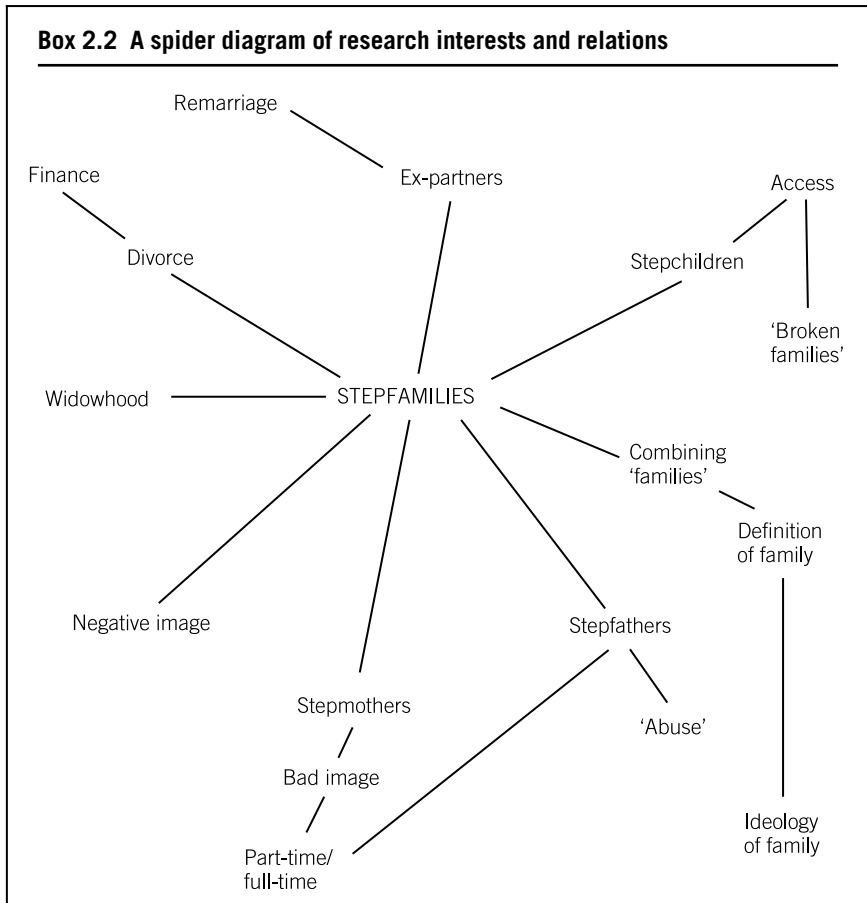 Box 2.2 A spider diagram of research interests and relations
Remarriage
Finance
Ex-partners
Access
Divorce
Stepchildren
'Broken
families'
Widowhood
STEPFAMILIES
Combining
'families'
Definition
of family
Negative image
Stepfathers
Stepmothers
'Abuse'
Bad image
Part-time/
full-time
Ideology
of family